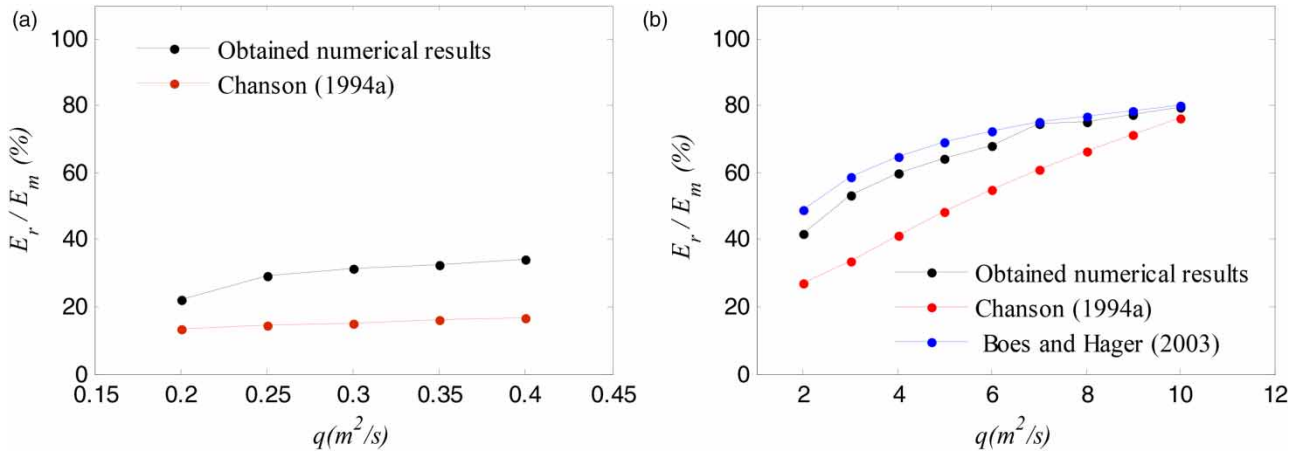 (a)
100
80
60
40
20
0
E_r / E_m (%)
Obtained numerical results
Chanson (1994a)
0.15 0.2 0.25 0.3 0.35 0.4 0.45
q(m^2/s)
(b)
100
80
60
40
20
0
E_r / E_m (%)
Obtained numerical results
Chanson (1994a)
Boes and Hager (2003)
2 4 6 8 10 12
q(m^2/s)